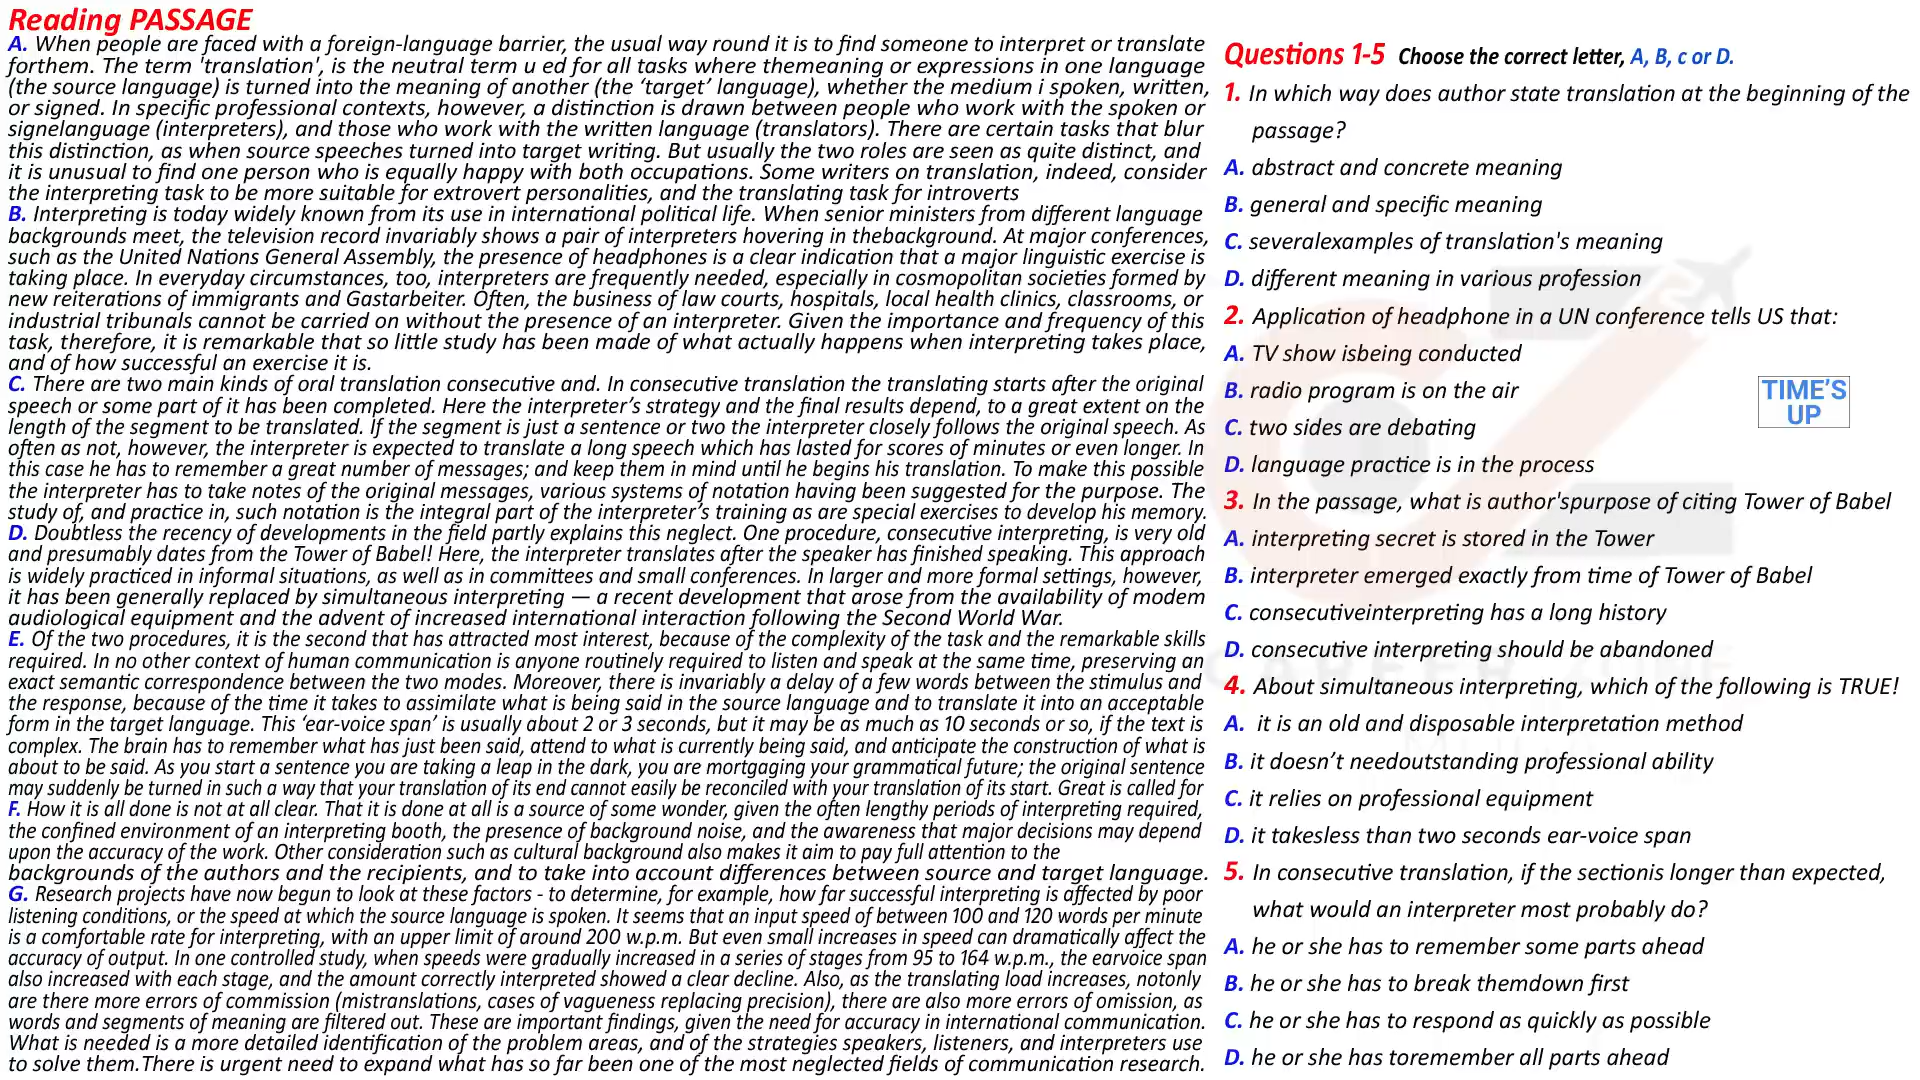 Reading PASSAGE
A. When people are faced with a foreign-language barrier, the usual way round it is to find someone to interpret or translate
forthem. The term 'translation', is the neutral term u ed for all tasks where themeaning or expressions in one language
(the source language) is turned into the meaning of another (the ‘target’ language), whether the medium i spoken, written,
or signed. In specific professional contexts, however, a distinction is drawn between people who work with the spoken or
signelanguage (interpreters), and those who work with the written language (translators). There are certain tasks that blur
this distinction, as when source speeches turned into target writing. But usually the two roles are seen as quite distinct, and
it is unusual to find one person who is equally happy with both occupations. Some writers on translation, indeed, consider
the interpreting task to be more suitable for extrovert personalities, and the translating task for introverts
B. Interpreting is today widely known from its use in international political life. When senior ministers from different language
backgrounds meet, the television record invariably shows a pair of interpreters hovering in thebackground. At major conferences,
such as the United Nations General Assembly, the presence of headphones is a clear indication that a major linguistic exercise is
taking place. In everyday circumstances, too, interpreters are frequently needed, especially in cosmopolitan societies formed by
new reiterations of immigrants and Gastarbeiter. Often, the business of law courts, hospitals, local health clinics, classrooms, or
industrial tribunals cannot be carried on without the presence of an interpreter. Given the importance and frequency of this
task, therefore, it is remarkable that so little study has been made of what actually happens when interpreting takes place,
and of how successful an exercise it is.
C. There are two main kinds of oral translation consecutive and. In consecutive translation the translating starts after the original
speech or some part of it has been completed. Here the interpreter’s strategy and the final results depend, to a great extent on the
length of the segment to be translated. If the segment is just a sentence or two the interpreter closely follows the original speech. As
often as not, however, the interpreter is expected to translate a long speech which has lasted for scores of minutes or even longer. In
this case he has to remember a great number of messages; and keep them in mind until he begins his translation. To make this possible
the interpreter has to take notes of the original messages, various systems of notation having been suggested for the purpose. The
study of, and practice in, such notation is the integral part of the interpreter’s training as are special exercises to develop his memory.
D. Doubtless the recency of developments in the field partly explains this neglect. One procedure, consecutive interpreting, is very old
and presumably dates from the Tower of Babel! Here, the interpreter translates after the speaker has finished speaking. This approach
is widely practiced in informal situations, as well as in committees and small conferences. In larger and more formal settings, however,
it has been generally replaced by simultaneous interpreting — a recent development that arose from the availability of modem
audiological equipment and the advent of increased international interaction following the Second World War.
E. Of the two procedures, it is the second that has attracted most interest, because of the complexity of the task and the remarkable skills
required. In no other context of human communication is anyone routinely required to listen and speak at the same time, preserving an
exact semantic correspondence between the two modes. Moreover, there is invariably a delay of a few words between the stimulus and
the response, because of the time it takes to assimilate what is being said in the source language and to translate it into an acceptable
form in the target language. This ‘ear-voice span’ is usually about 2 or 3 seconds, but it may be as much as 10 seconds or so, if the text is
complex. The brain has to remember what has just been said, attend to what is currently being said, and anticipate the construction of what is
about to be said. As you start a sentence you are taking a leap in the dark, you are mortgaging your grammatical future; the original sentence
may suddenly be turned in such a way that your translation of its end cannot easily be reconciled with your translation of its start. Great is called for
F. How it is all done is not at all clear. That it is done at all is a source of some wonder, given the often lengthy periods of interpreting required,
the confined environment of an interpreting booth, the presence of background noise, and the awareness that major decisions may depend
upon the accuracy of the work. Other consideration such as cultural background also makes it aim to pay full attention to the
backgrounds of the authors and the recipients, and to take into account differences between source and target language.
G. Research projects have now begun to look at these factors - to determine, for example, how far successful interpreting is affected by poor
listening conditions, or the speed at which the source language is spoken. It seems that an input speed of between 100 and 120 words per minute
is a comfortable rate for interpreting, with an upper limit of around 200 w.p.m. But even small increases in speed can dramatically affect the
accuracy of output. In one controlled study, when speeds were gradually increased in a series of stages from 95 to 164 w.p.m., the earvoice span
also increased with each stage, and the amount correctly interpreted showed a clear decline. Also, as the translating load increases, notonly
are there more errors of commission (mistranslations, cases of vagueness replacing precision), there are also more errors of omission, as
words and segments of meaning are filtered out. These are important findings, given the need for accuracy in international communication.
What is needed is a more detailed identification of the problem areas, and of the strategies speakers, listeners, and interpreters use
to solve them.There is urgent need to expand what has so far been one of the most neglected fields of communication research.
Questions 1-5 Choose the correct letter, A, B, c or D.
1. In which way does author state translation at the beginning of the
passage?
A. abstract and concrete meaning
B. general and specific meaning
C. severalexamples of translation's meaning
D. different meaning in various profession
2. Application of headphone in a UN conference tells US that:
A. TV show isbeing conducted
B. radio program is on the air
C. two sides are debating
D. language practice is in the process
3. In the passage, what is author'spurpose of citing Tower of Babel
A. interpreting secret is stored in the Tower
B. interpreter emerged exactly from time of Tower of Babel
C. consecutiveinterpreting has a long history
D. consecutive interpreting should be abandoned
4. About simultaneous interpreting, which of the following is TRUE!
A. it is an old and disposable interpretation method
B. it doesn’t needoutstanding professional ability
C. it relies on professional equipment
D. it takesless than two seconds ear-voice span
5. In consecutive translation, if the sectionis longer than expected,
what would an interpreter most probably do?
A. he or she has to remember some parts ahead
B. he or she has to break themdown first
C. he or she has to respond as quickly as possible
D. he or she has toremember all parts ahead
TIME’S
UP